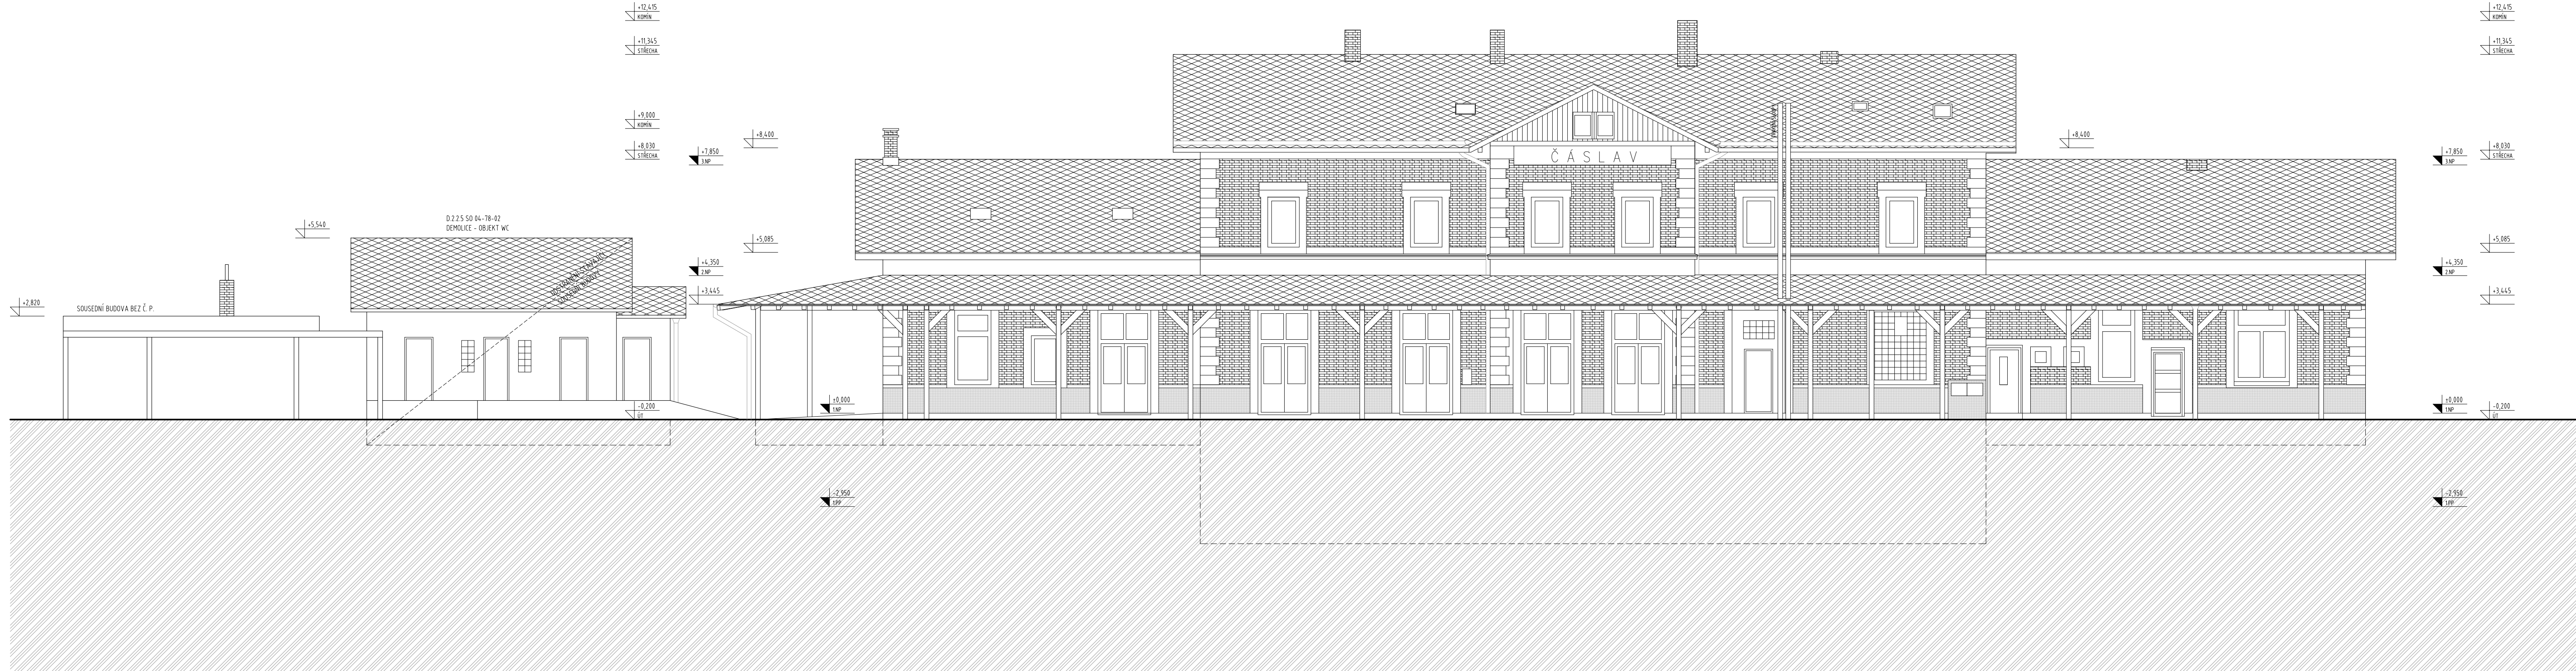 +12,415
KOMÍN
+11,345
STŘECHA
+9,000
KOMÍN
+8,030
STŘECHA
+8,400
+7,850
3.NP
+5,540
D.2.2.5 SO 04-78-02
DEMOLICE - OBJEKT WC
+5,085
+4,350
2.NP
+3,445
+2,820
SOUSEDNÍ BUDOVA BEZ Č. P.
ODSTRANĚNÍ STÁVAJÍCÍ
SOUSEDNÍ BUDOVY
-0,200
ÚT
±0,000
1.NP
-2,950
1.PP
ČÁSLAV
+12,415
KOMÍN
+11,345
STŘECHA
+8,400
+7,850
3.NP
+8,030
STŘECHA
+5,085
+4,350
2.NP
+3,445
±0,000
1.NP
-0,200
ÚT
-2,950
1.PP